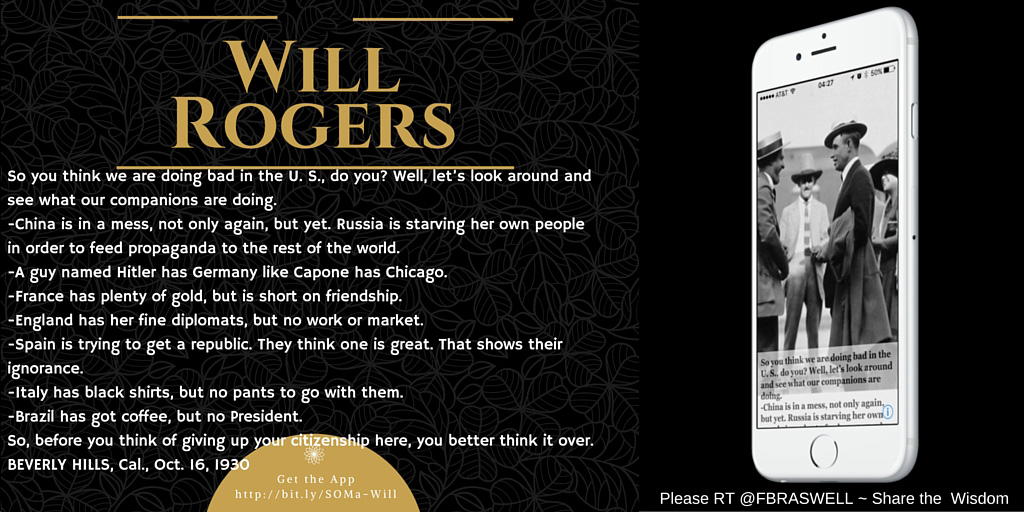 WILL
ROGERS
So you think we are doing bad in the U. S., do you? Well, let's look around and
see what our companions are doing.
-China is in a mess, not only again, but yet. Russia is starving her own people
in order to feed propaganda to the rest of the world.
-A guy named Hitler has Germany like Capone has Chicago.
-France has plenty of gold, but is short on friendship.
-England has her fine diplomats, but no work or market.
-Spain is trying to get a republic. They think one is great. That shows their
ignorance.
-Italy has black shirts, but no pants to go with them.
-Brazil has got coffee, but no President.
So, before you think of giving up your citizenship here, you better think it over.
BEVERLY HILLS, Cal., Oct. 16, 1930
Get the App
http://bit.ly/SOMa-Will
AT&T 04:27 50%
So you think we are doing bad in the
U. S., do you? Well, let's look around
and see what our companions are
doing.
-China is in a mess, not only again,
but yet. Russia is starving her own
Please RT @FBRASWELL ~ Share the Wisdom